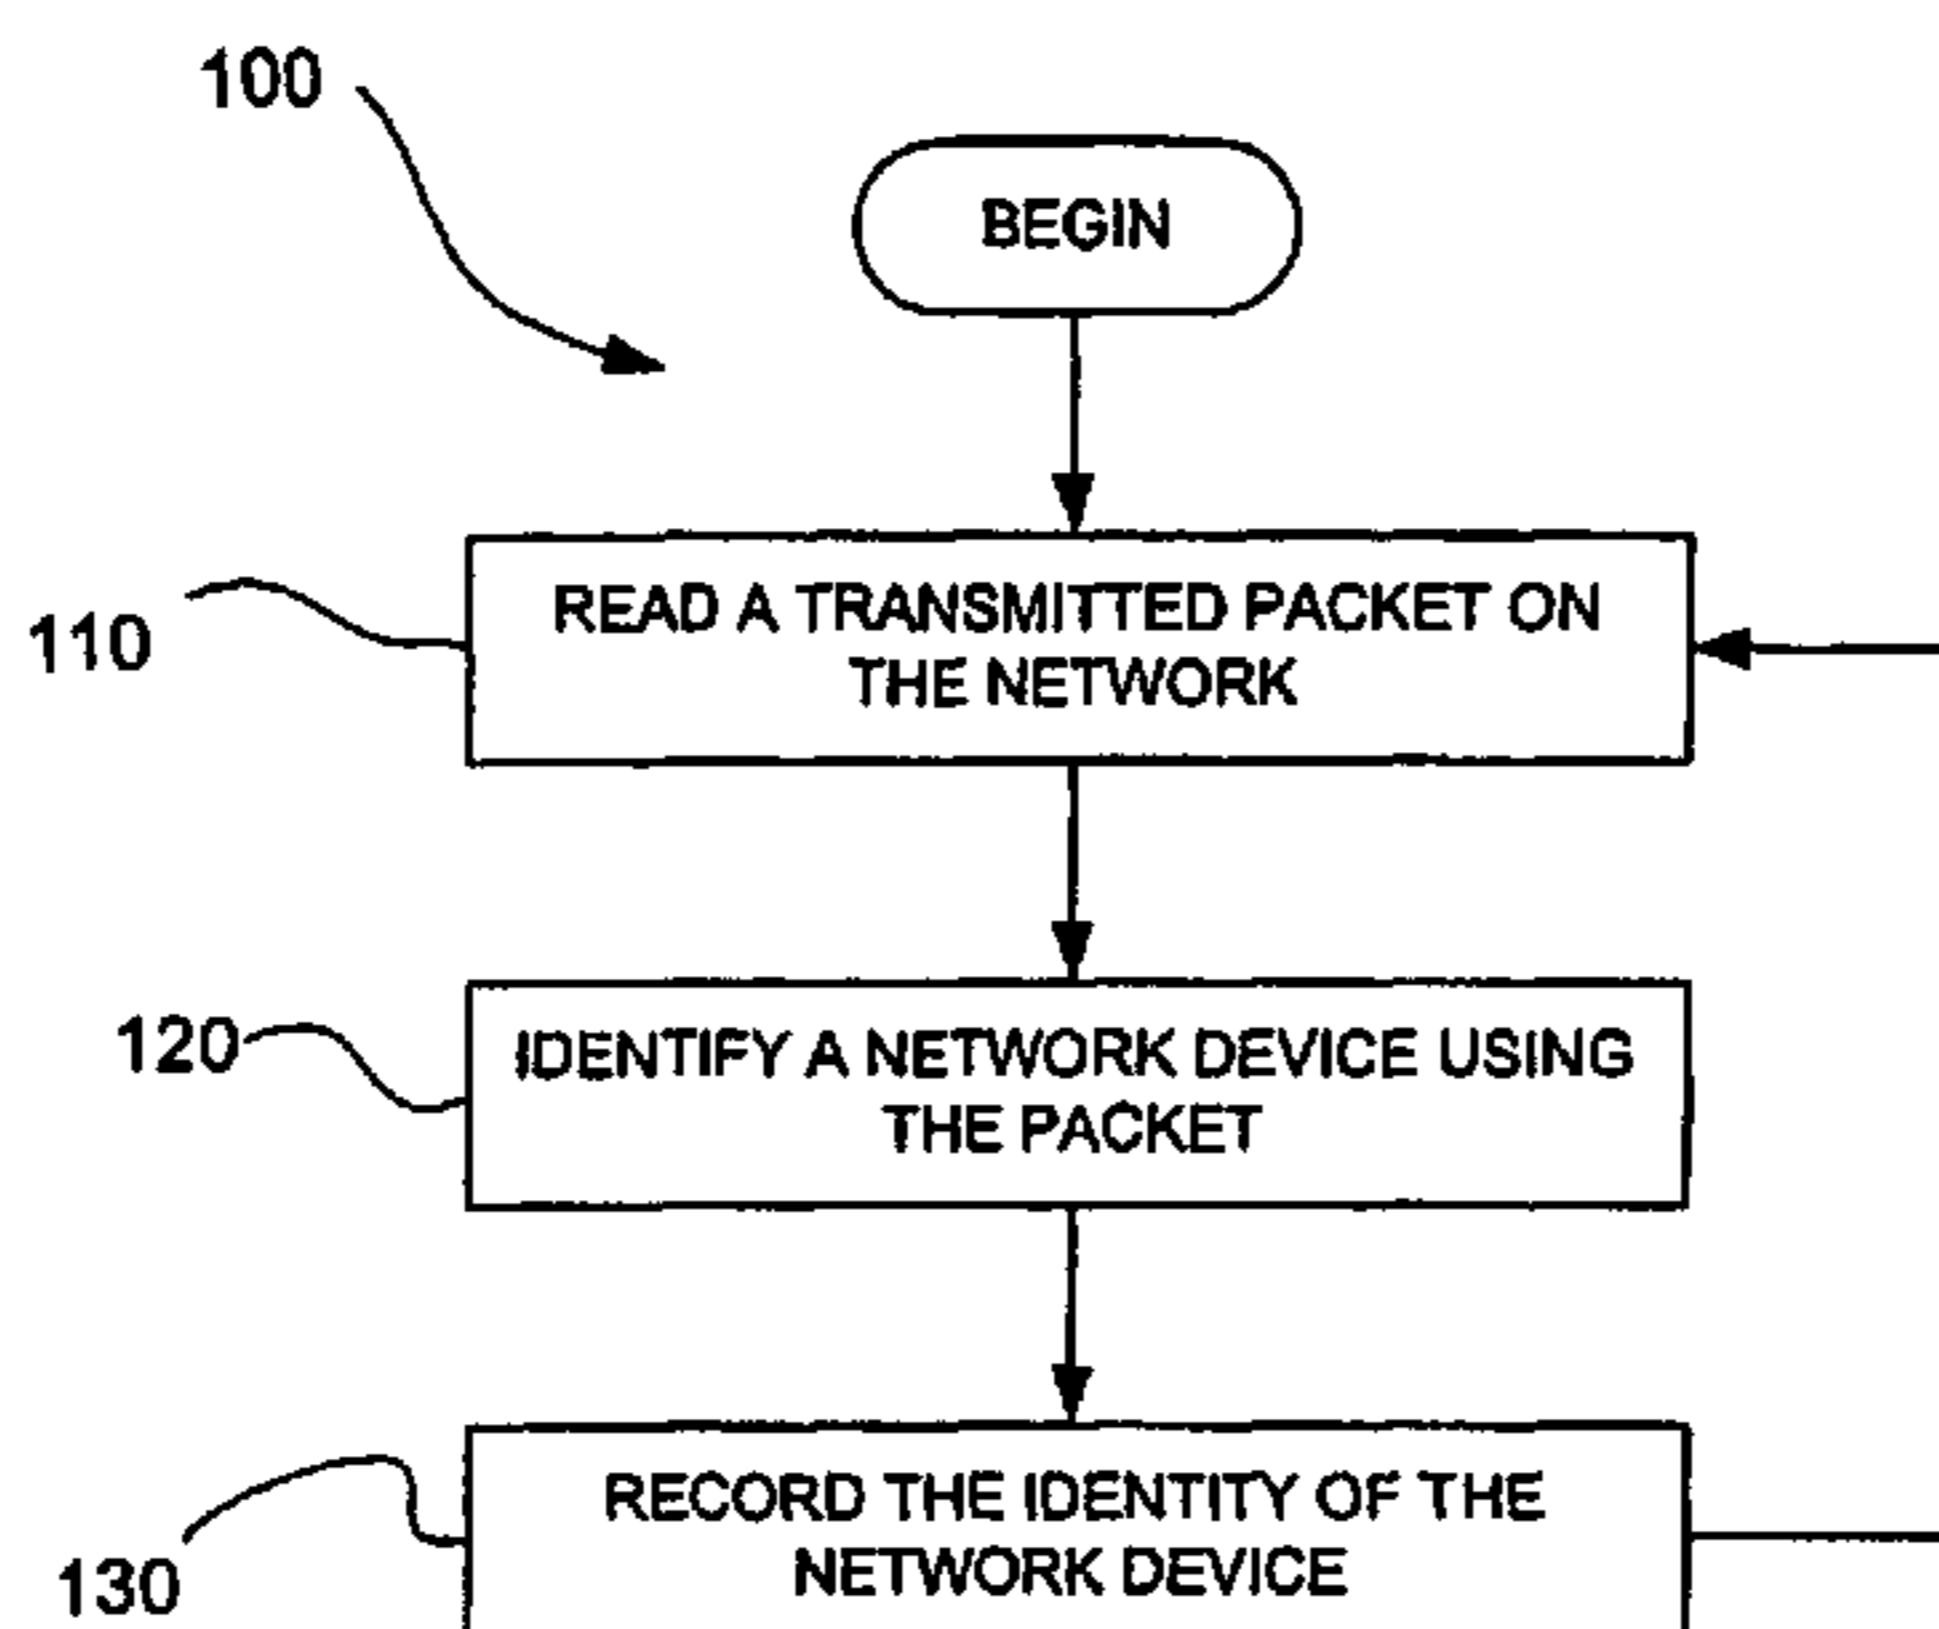 100
BEGIN
110
READ A TRANSMITTED PACKET ON
THE NETWORK
120
IDENTIFY A NETWORK DEVICE USING
THE PACKET
130
RECORD THE IDENTITY OF THE
NETWORK DEVICE